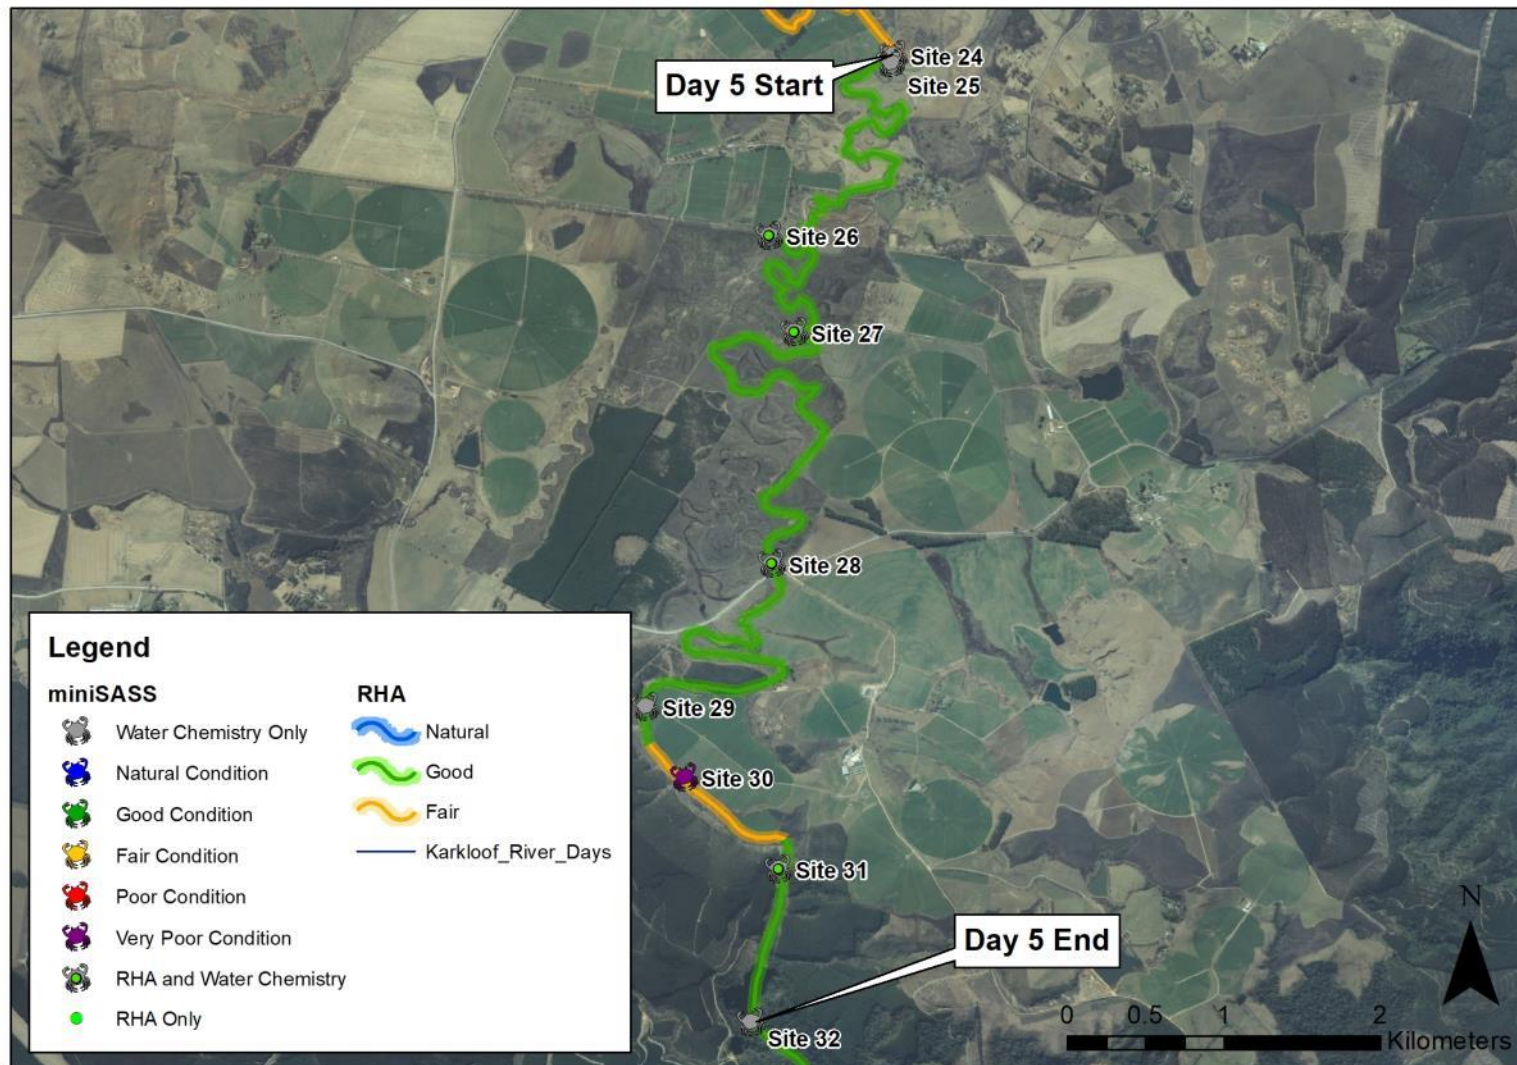 Site 24
Day 5 Start
Site 25
Site 26
Site 27
Site 28
Site 29
Site 30
Site 31
Day 5 End
Site 32
Legend
miniSASS
Water Chemistry Only
Natural Condition
Good Condition
Fair Condition
Poor Condition
Very Poor Condition
RHA and Water Chemistry
RHA Only
RHA
Natural
Good
Fair
Karkloof_River_Days
N
0 0.5 1 2
Kilometers